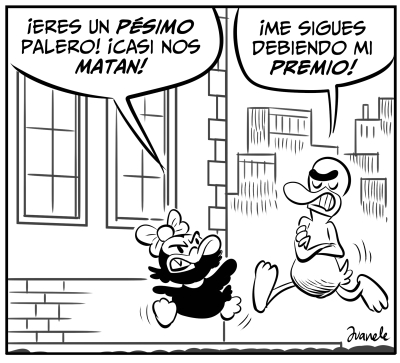 ¡ERES UN PÉSIMO
PALERO! ¡CASI NOS
MATAN!
¡ME SIGUES
DEBIENDO MI
PREMIO!
Juanele